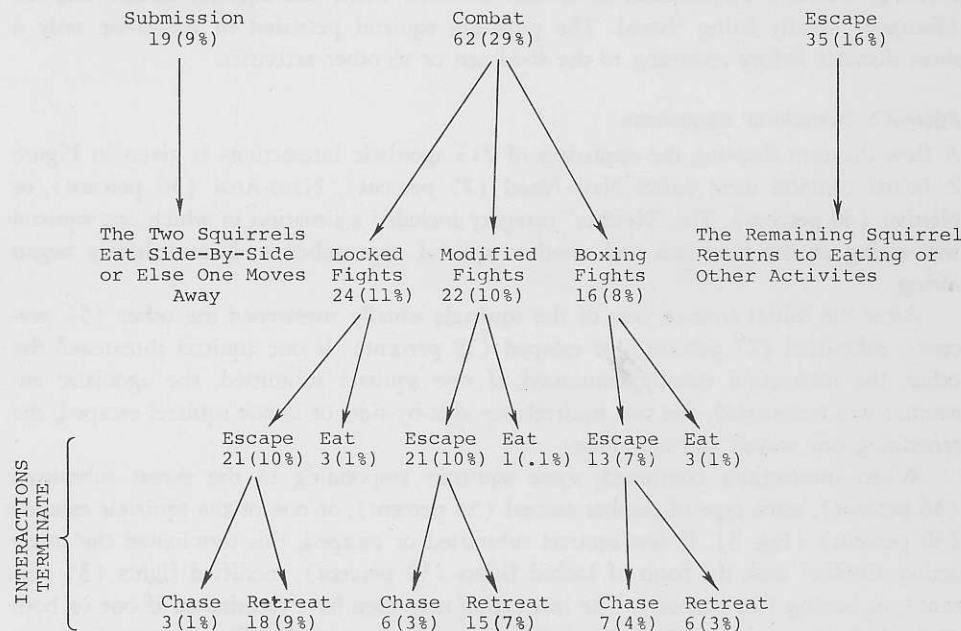 Submission Combat Escape
19(9%) 62(29%) 35(16%)
The Two Squirrels
Eat Side-By-Side
or Else One Moves
Away
Locked
Fights
24(11%)
Modified
Fights
22(10%)
Boxing
Fights
16(8%)
The Remaining Squirrel
Returns to Eating or
Other Activites
INTERACTIONS
TERMINATE
Escape Eat Escape Eat Escape Eat
21(10%) 3(1%) 21(10%) 1(.1%) 13(7%) 3(1%)
Chase Retreat Chase Retreat Chase Retreat
3(1%) 18(9%) 6(3%) 15(7%) 7(4%) 6(3%)